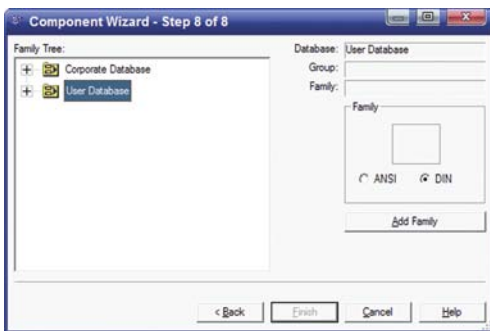 Component Wizard - Step 8 of 8
Family Tree:
Corporate Database
User Database
Database: User Database
Group:
Family:
Family
ANSI DIN
Add Family
< Back Finish Cancel Help